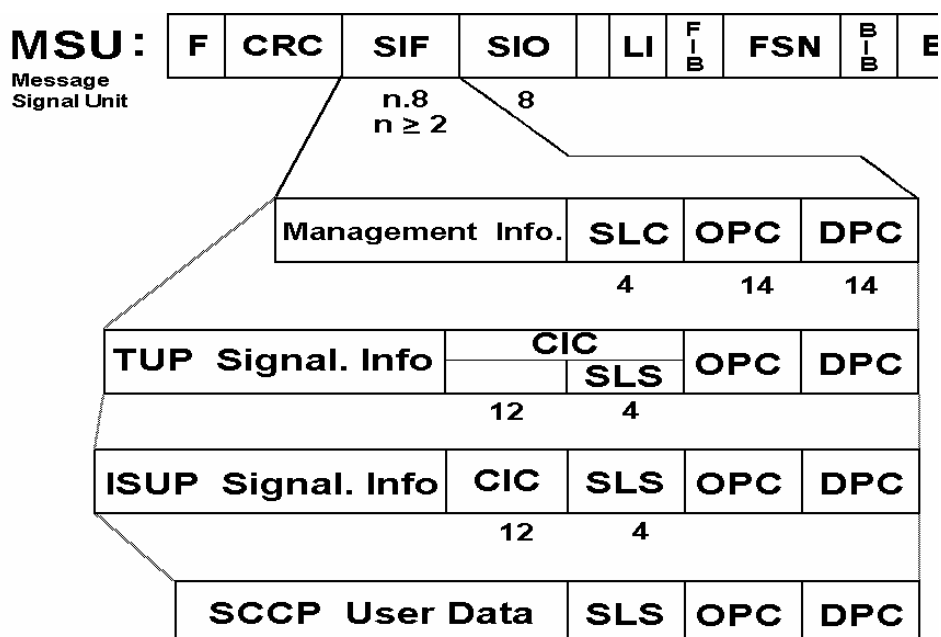 MSU: F CRC SIF SIO LI FIB FSN BIB
Message
Signal Unit
n.8 8
n ≥ 2
Management Info. SLC OPC DPC
4 14 14
TUP Signal. Info CIC OPC DPC
SLS
12 4
ISUP Signal. Info CIC SLS OPC DPC
12 4
SCCP User Data SLS OPC DPC